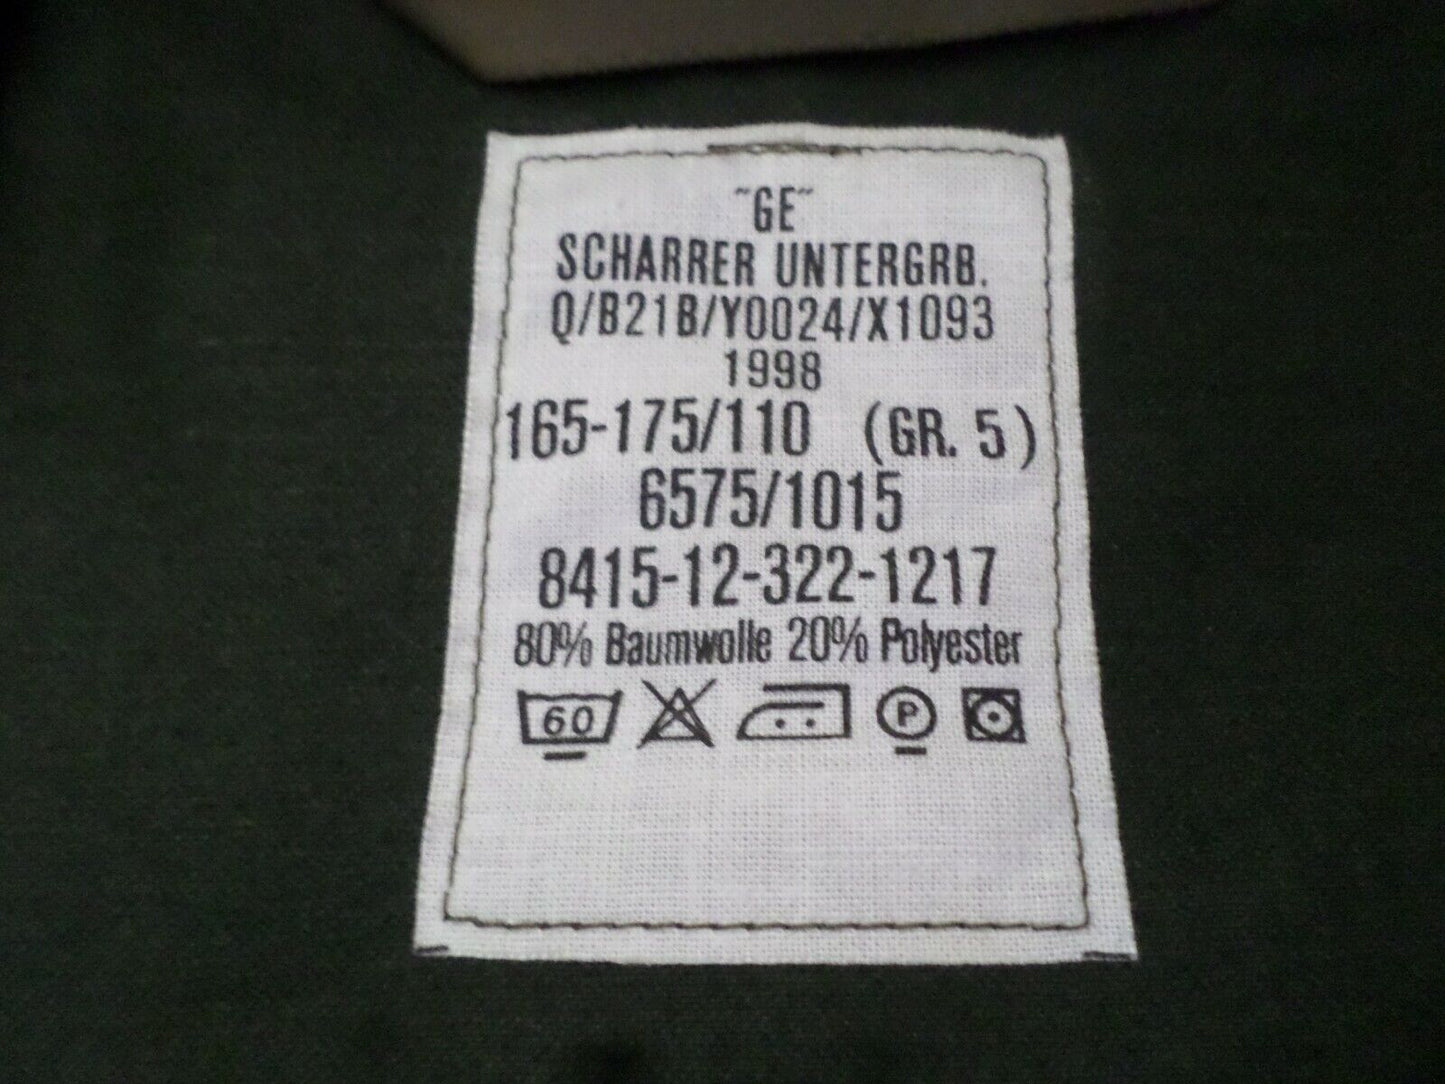 "GE"
SCHARRER UNTERGRB.
Q/B21B/Y0024/X1093
1998
165-175/110 (GR. 5)
6575/1015
8415-12-322-1217
80% Baumwolle 20% Polyester
60 P